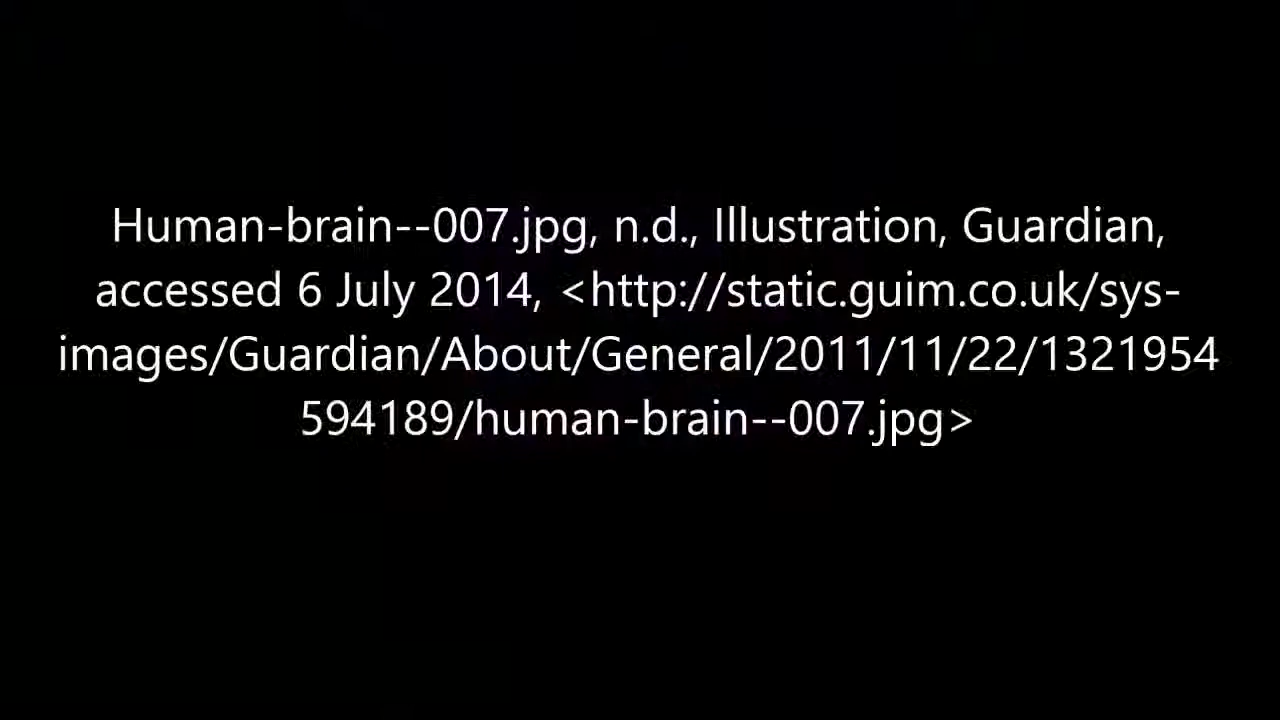 Human-brain--007.jpg, n.d., Illustration, Guardian,
accessed 6 July 2014, <http://static.guim.co.uk/sys-
images/Guardian/About/General/2011/11/22/1321954
594189/human-brain--007.jpg>